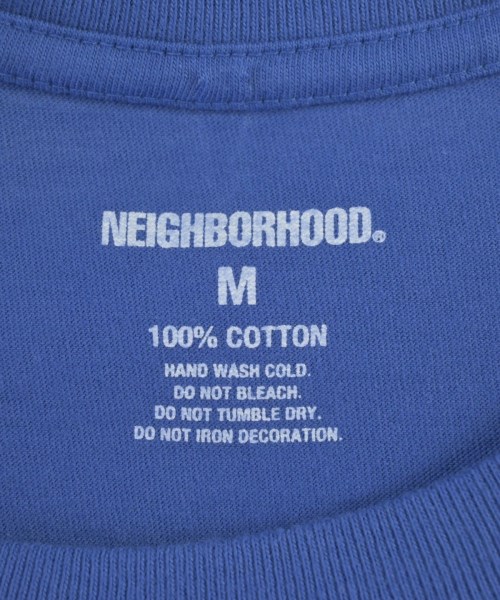 NEIGHBORHOOD®
M
100% COTTON
HAND WASH COLD.
DO NOT BLEACH.
DO NOT TUMBLE DRY.
DO NOT IRON DECORATION.